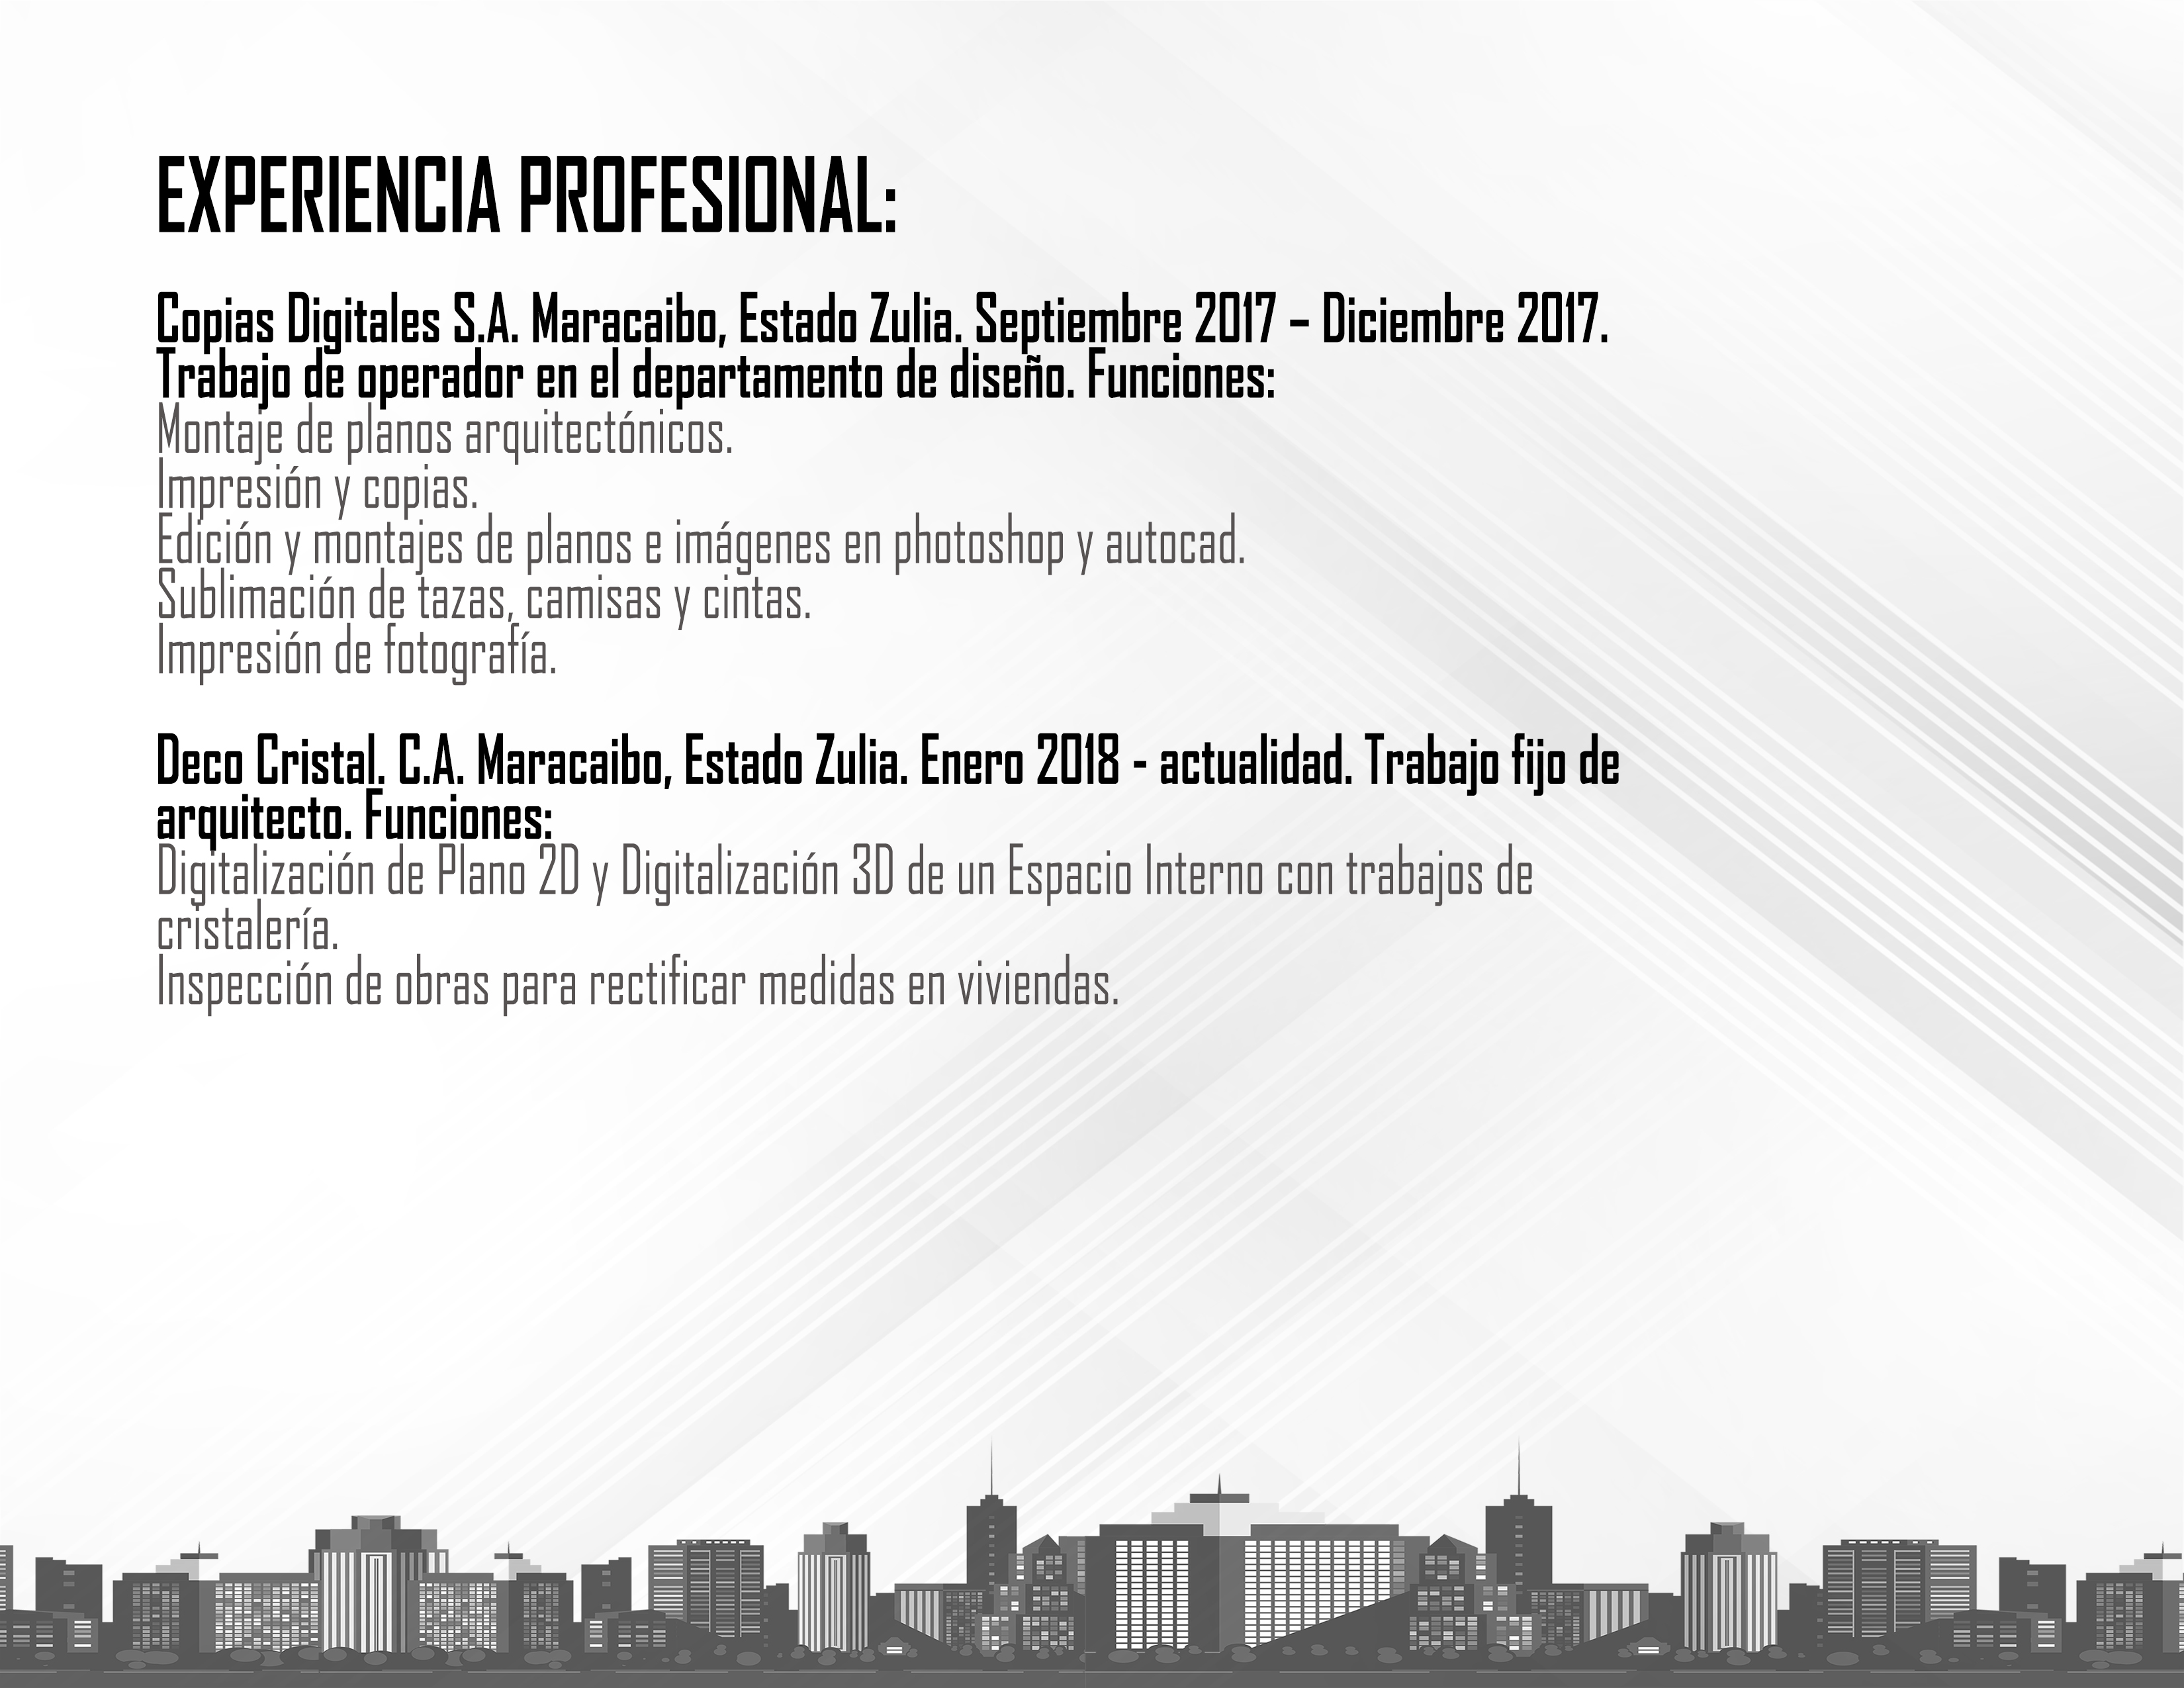 EXPERIENCIA PROFESIONAL:
Copias Digitales S.A. Maracaibo, Estado Zulia. Septiembre 2017 – Diciembre 2017.
Trabajo de operador en el departamento de diseño. Funciones:
Montaje de planos arquitectónicos.
Impresión y copias.
Edición y montajes de planos e imágenes en photoshop y autocad.
Sublimación de tazas, camisas y cintas.
Impresión de fotografía.
Deco Cristal. C.A. Maracaibo, Estado Zulia. Enero 2018 - actualidad. Trabajo fijo de
arquitecto. Funciones:
Digitalización de Plano 2D y Digitalización 3D de un Espacio Interno con trabajos de
cristalería.
Inspección de obras para rectificar medidas en viviendas.